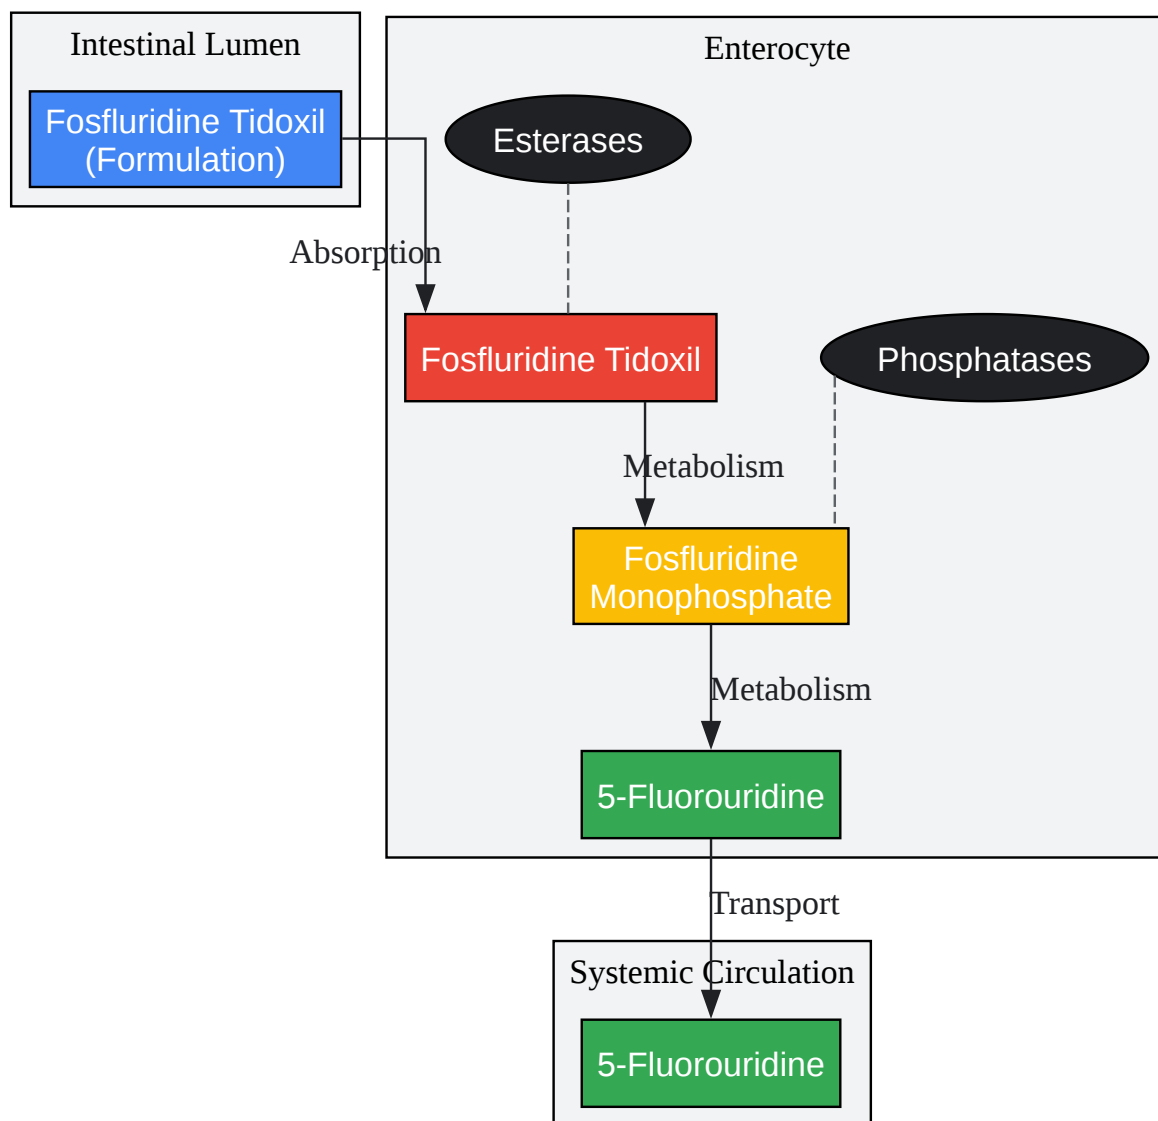 Intestinal Lumen
Enterocyte
Fosfluridine Tidoxil
(Formulation)
Esterases
Absorption
Fosfluridine Tidoxil
Phosphatases
Metabolism
Fosfluridine
Monophosphate
Metabolism
5-Fluorouridine
Transport
Systemic Circulation
5-Fluorouridine